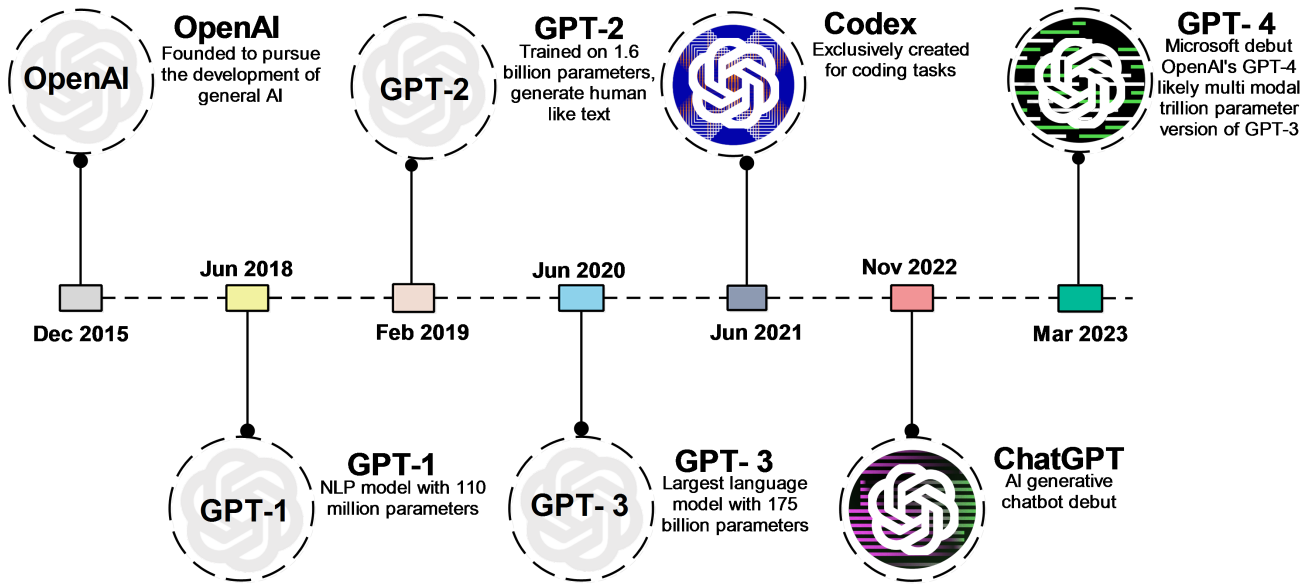 OpenAI
OpenAI
Founded to pursue
the development of
general AI
GPT-2
GPT-2
Trained on 1.6
billion parameters,
generate human
like text
Codex
Exclusively created
for coding tasks
GPT- 4
Microsoft debut
OpenAI's GPT-4
likely multi modal
trillion parameter
version of GPT-3
Dec 2015
Jun 2018
Feb 2019
Jun 2020
Jun 2021
Nov 2022
Mar 2023
GPT-1
GPT-1
NLP model with 110
million parameters
GPT- 3
GPT- 3
Largest language
model with 175
billion parameters
ChatGPT
AI generative
chatbot debut